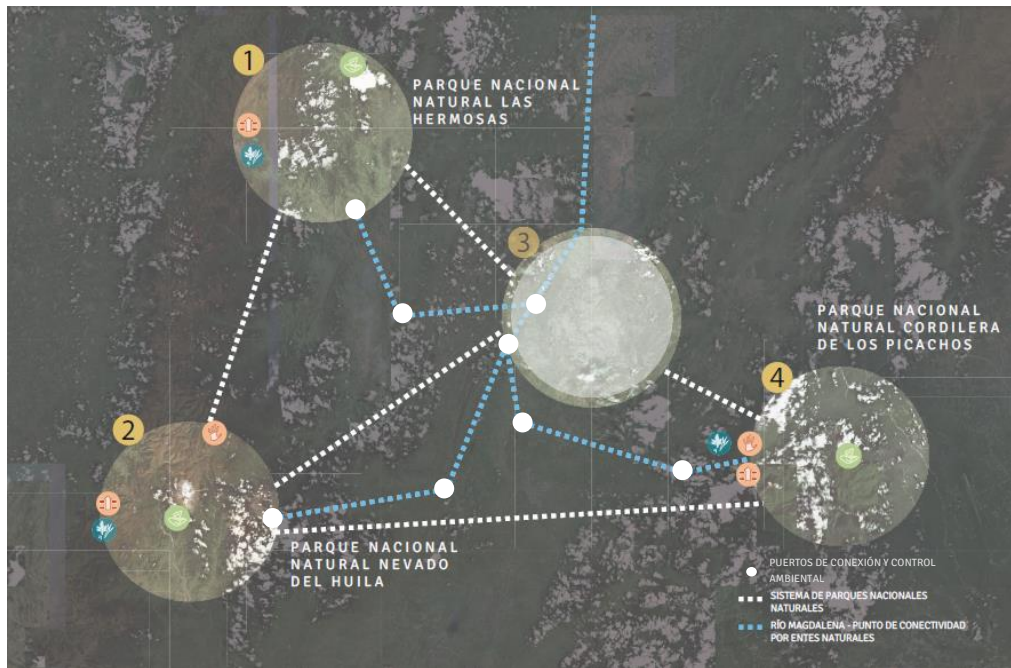 1
PARQUE NACIONAL
NATURAL LAS
HERMOSAS
3
PARQUE NACIONAL
NATURAL CORDILERA
DE LOS PICACHOS
4
2
PARQUE NACIONAL
NATURAL NEVADO
DEL HUILA
PUERTOS DE CONEXIÓN Y CONTROL
AMBIENTAL
SISTEMA DE PARQUES NACIONALES
NATURALES
RÍO MAGDALENA - PUNTO DE CONECTIVIDAD
POR ENTES NATURALES